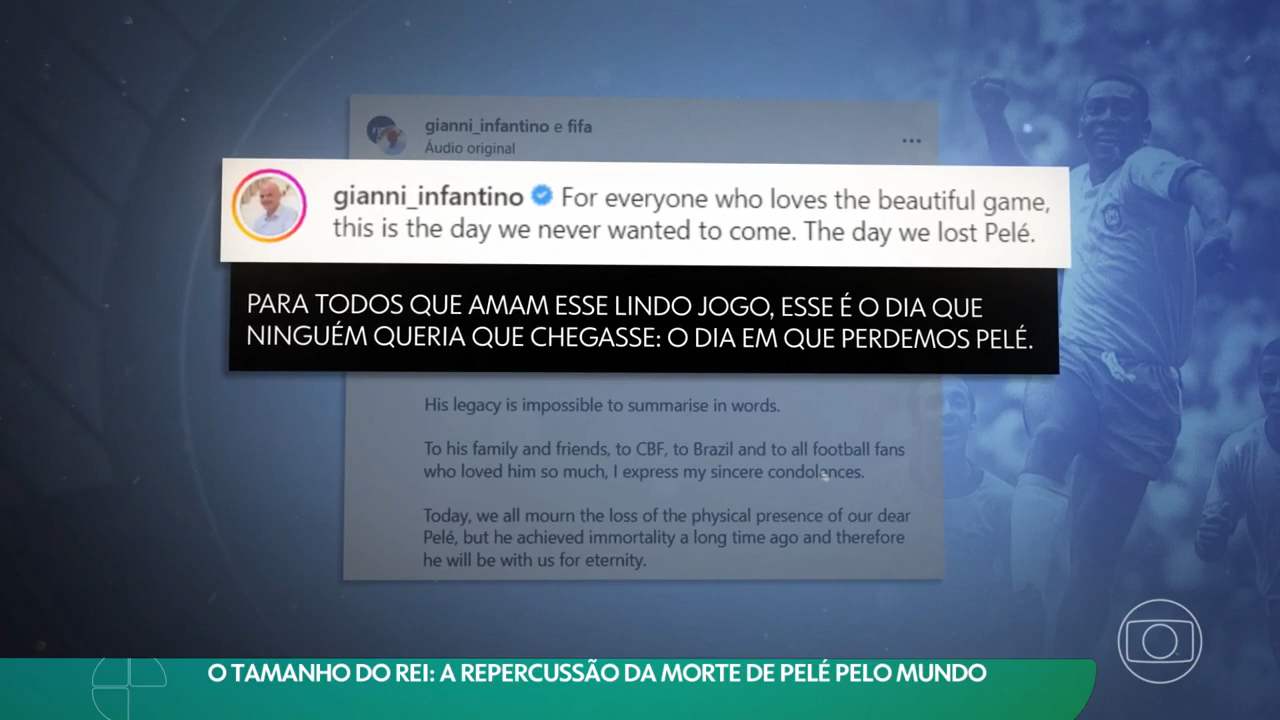 gianni_infantino e fifa
Áudio original
gianni_infantino For everyone who loves the beautiful game,
this is the day we never wanted to come. The day we lost Pelé.
PARA TODOS QUE AMAM ESSE LINDO JOGO, ESSE É O DIA QUE
NINGUÉM QUERIA QUE CHEGASSE: O DIA EM QUE PERDEMOS PELÉ.
His legacy is impossible to summarise in words.
To his family and friends, to CBF, to Brazil and to all football fans
who loved him so much, I express my sincere condolences.
Today, we all mourn the loss of the physical presence of our dear
Pelé, but he achieved immortality a long time ago and therefore
he will be with us for eternity.
O TAMANHO DO REI: A REPERCUSSÃO DA MORTE DE PELÉ PELO MUNDO